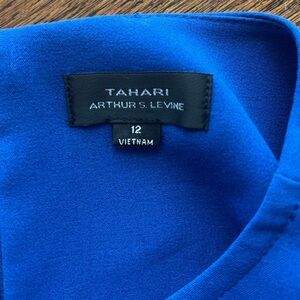 TAHARI
ARTHUR S. LEVINE
12
VIETNAM